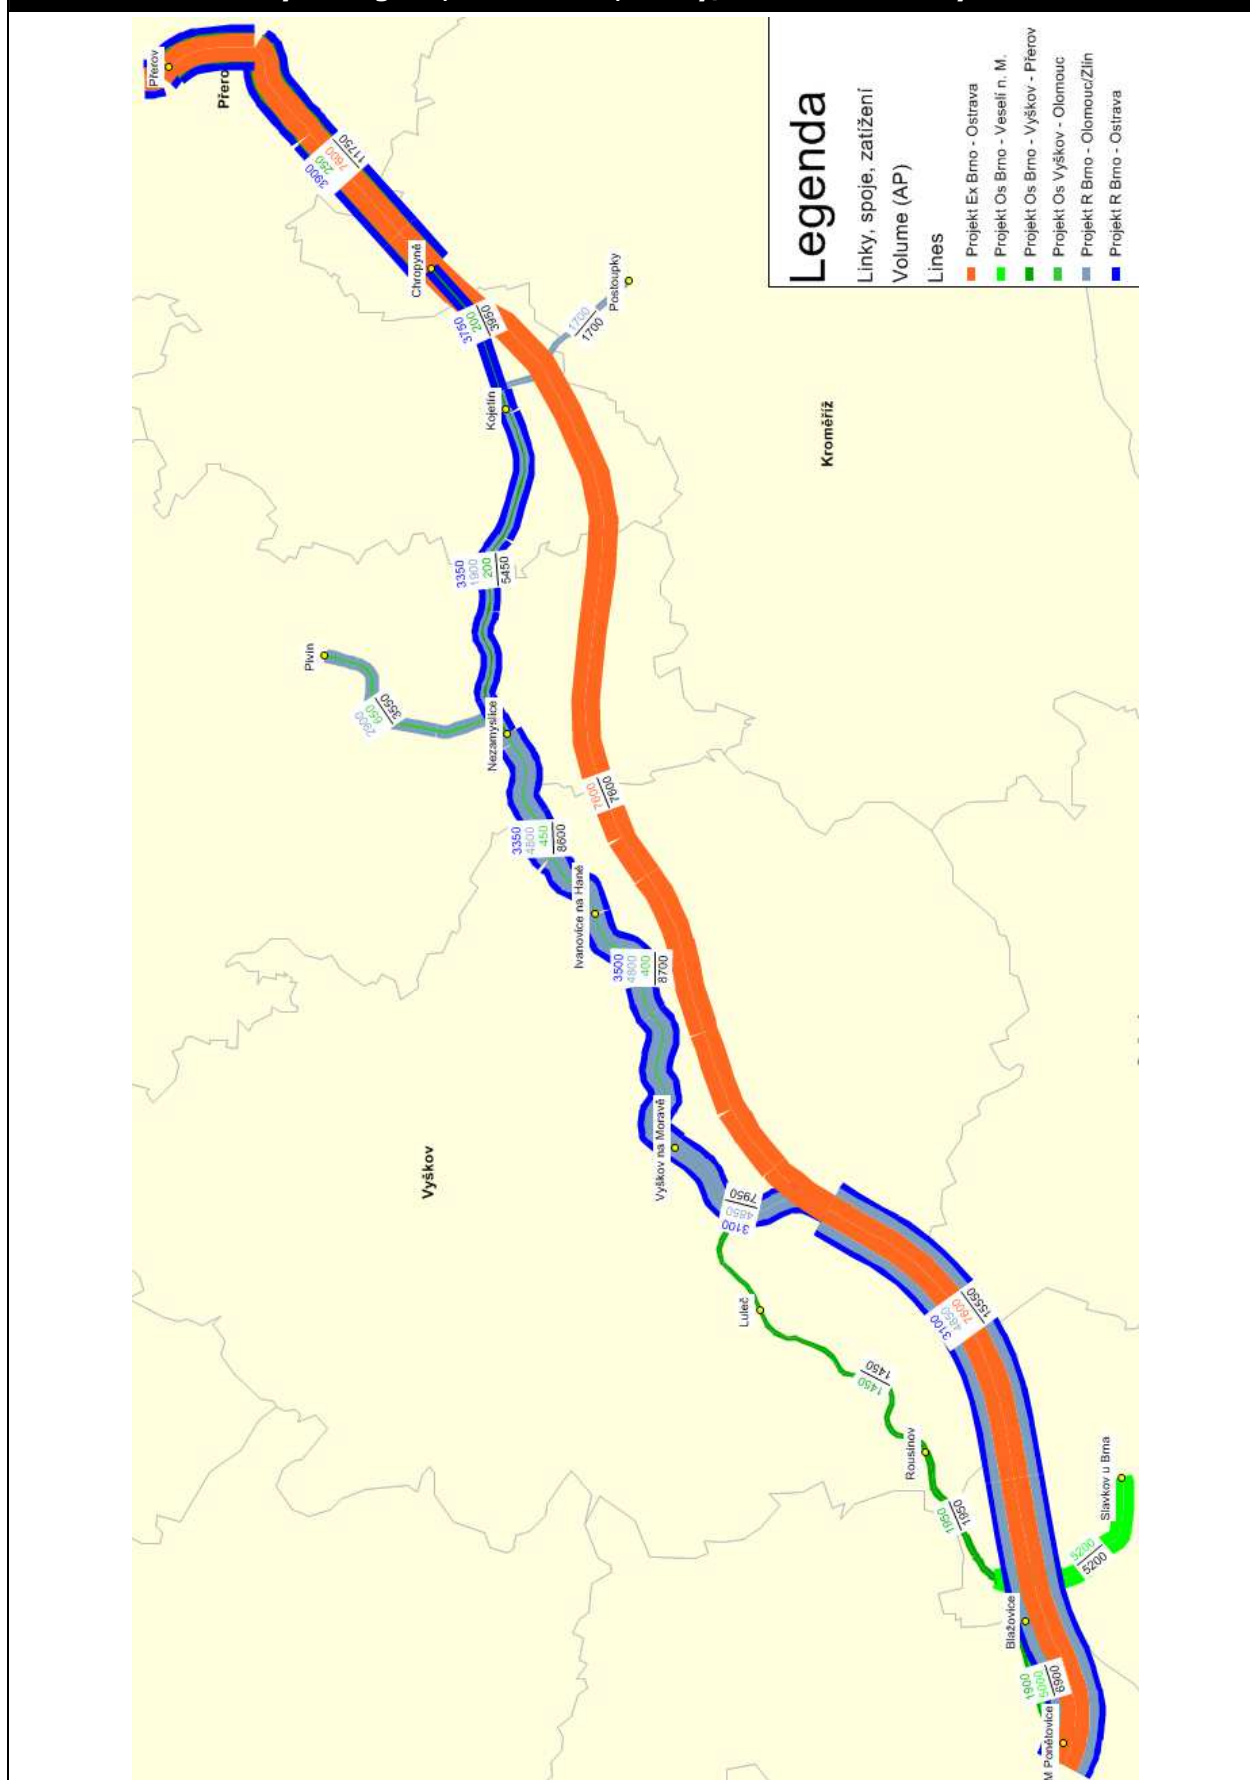 Legenda
Linky, spoje, zatížení
Volume (AP)
Lines
Projekt Ex Brno - Ostrava
Projekt Os Brno - Veselí n. M.
Projekt Os Brno - Vyškov - Přerov
Projekt Os Vyškov - Olomouc
Projekt R Brno - Olomouc/Zlín
Projekt R Brno - Ostrava
Přerov
Přero
3900
250
7600
11750
Chropyně
3750
200
3950
1700
1700
Postoupky
Kojetín
Kroměříž
3350
1900
200
5450
Pivín
2900
650
3550
Nezamyslice
7600
7600
3350
4800
450
8600
Ivanovice na Hané
3500
4800
400
8700
Vyškov
Vyškov na Moravě
3100
4850
7950
Luleč
1450
1450
3100
4850
7600
15550
Rousínov
1950
1950
Slavkov u Brna
5200
5200
Blažovice
1900
5000
6900
M Ponětovice